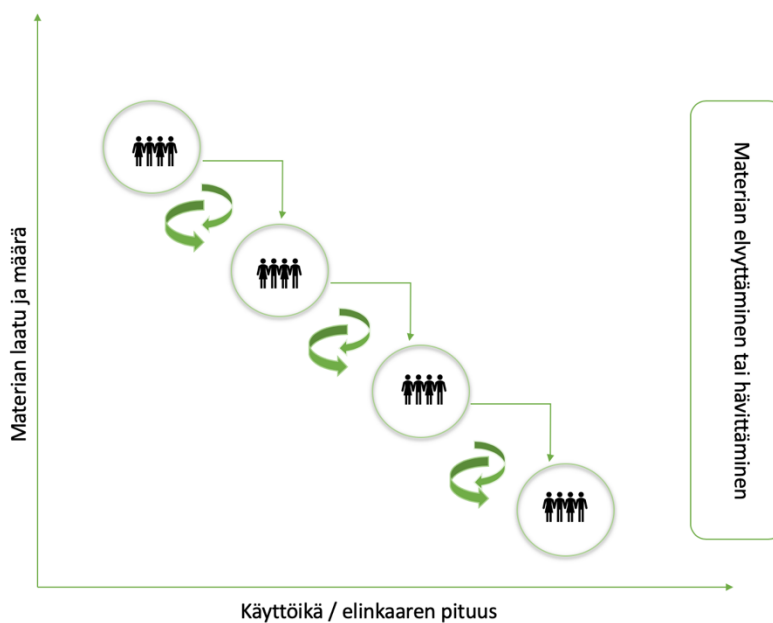 Materian laatu ja määrä
Materian elvyttäminen tai hävittäminen
Käyttöikä / elinkaaren pituus